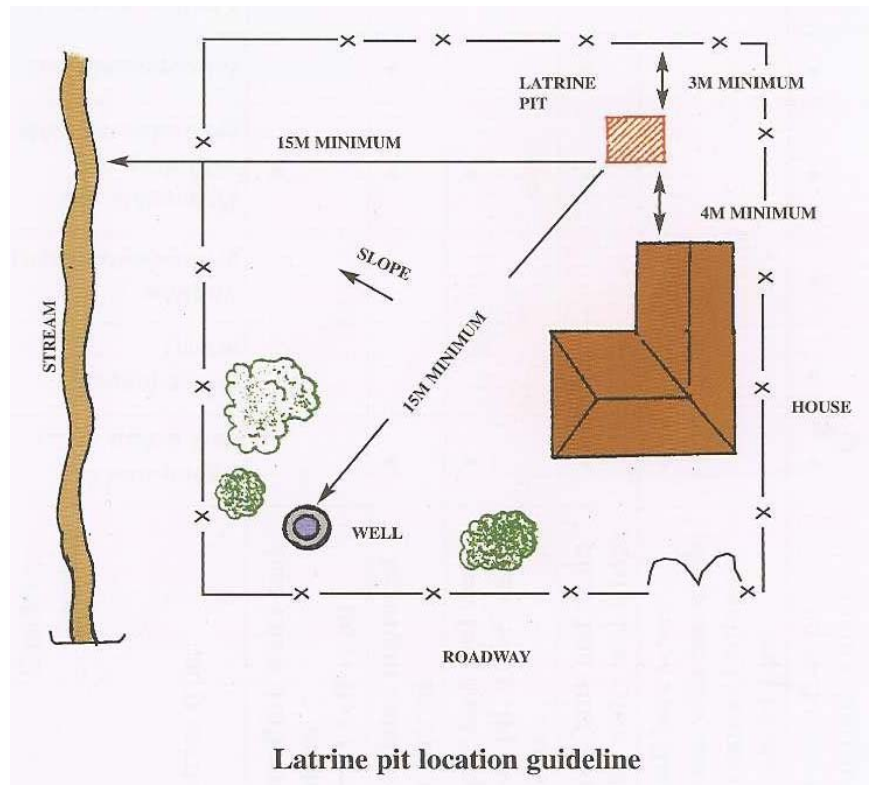 LATRINE
PIT
3M MINIMUM
15M MINIMUM
4M MINIMUM
SLOPE
STREAM
15M MINIMUM
HOUSE
WELL
ROADWAY
Latrine pit location guideline